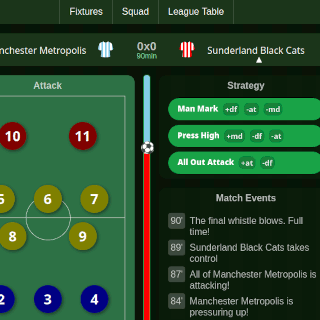 Fixtures Squad League Table
nchester Metropolis 0x0 Sunderland Black Cats
90min
Attack
10 11
6 7
8 9
2 3 4
Strategy
Man Mark +df -at -md
Press High +md -df -at
All Out Attack +at -df
Match Events
90' The final whistle blows. Full
time!
89' Sunderland Black Cats takes
control
87' All of Manchester Metropolis is
attacking!
84' Manchester Metropolis is
pressuring up!